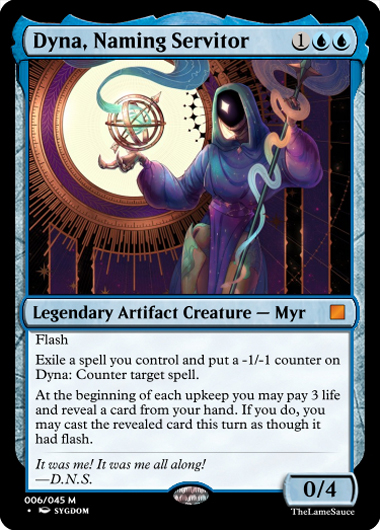 Dyna, Naming Servitor 1
Legendary Artifact Creature — Myr
Flash
Exile a spell you control and put a -1/-1 counter on
Dyna: Counter target spell.
At the beginning of each upkeep you may pay 3 life
and reveal a card from your hand. If you do, you
may cast the revealed card this turn as though it
had flash.
It was me! It was me all along!
—D.N.S.
0/4
006/045 M
• SYGDOM
TheLameSauce